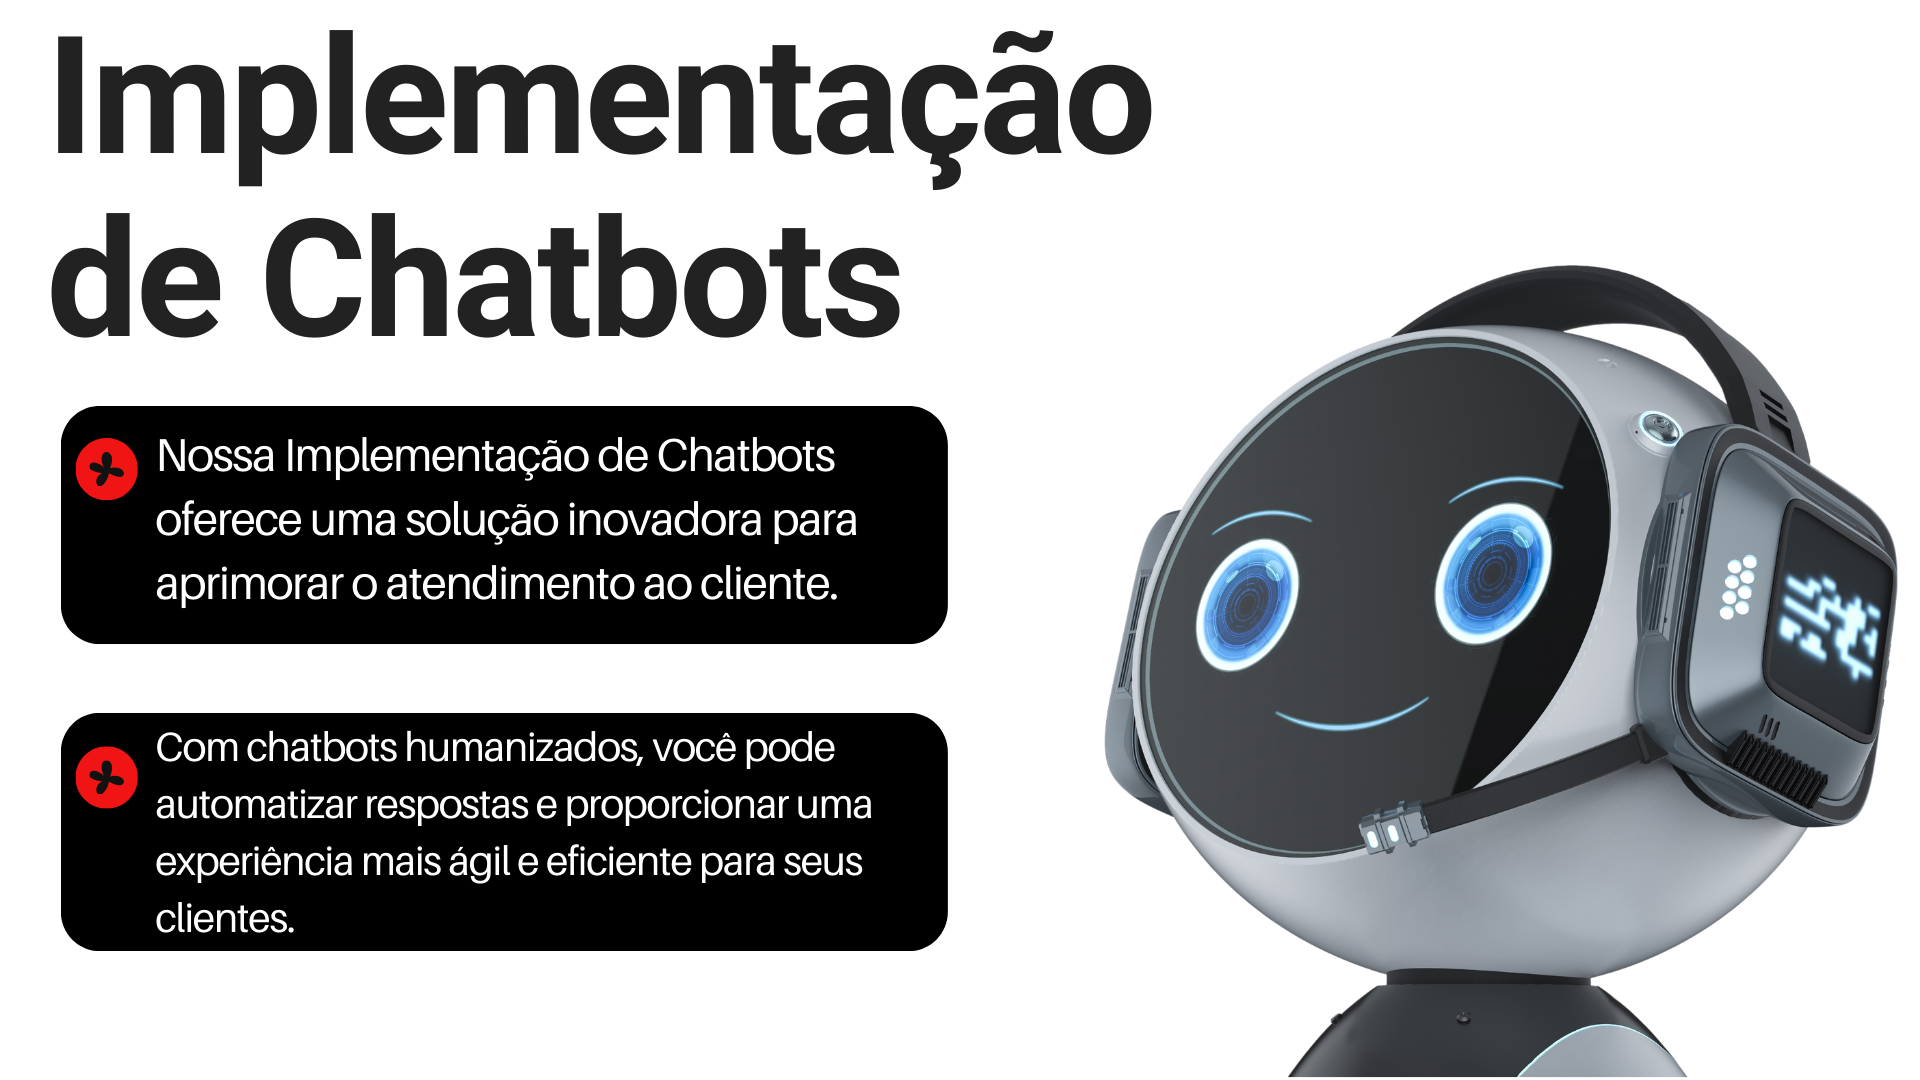 Implementação
de Chatbots
Nossa Implementação de Chatbots
oferece uma solução inovadora para
aprimorar o atendimento ao cliente.
Com chatbots humanizados, você pode
automatizar respostas e proporcionar uma
experiência mais ágil e eficiente para seus
clientes.